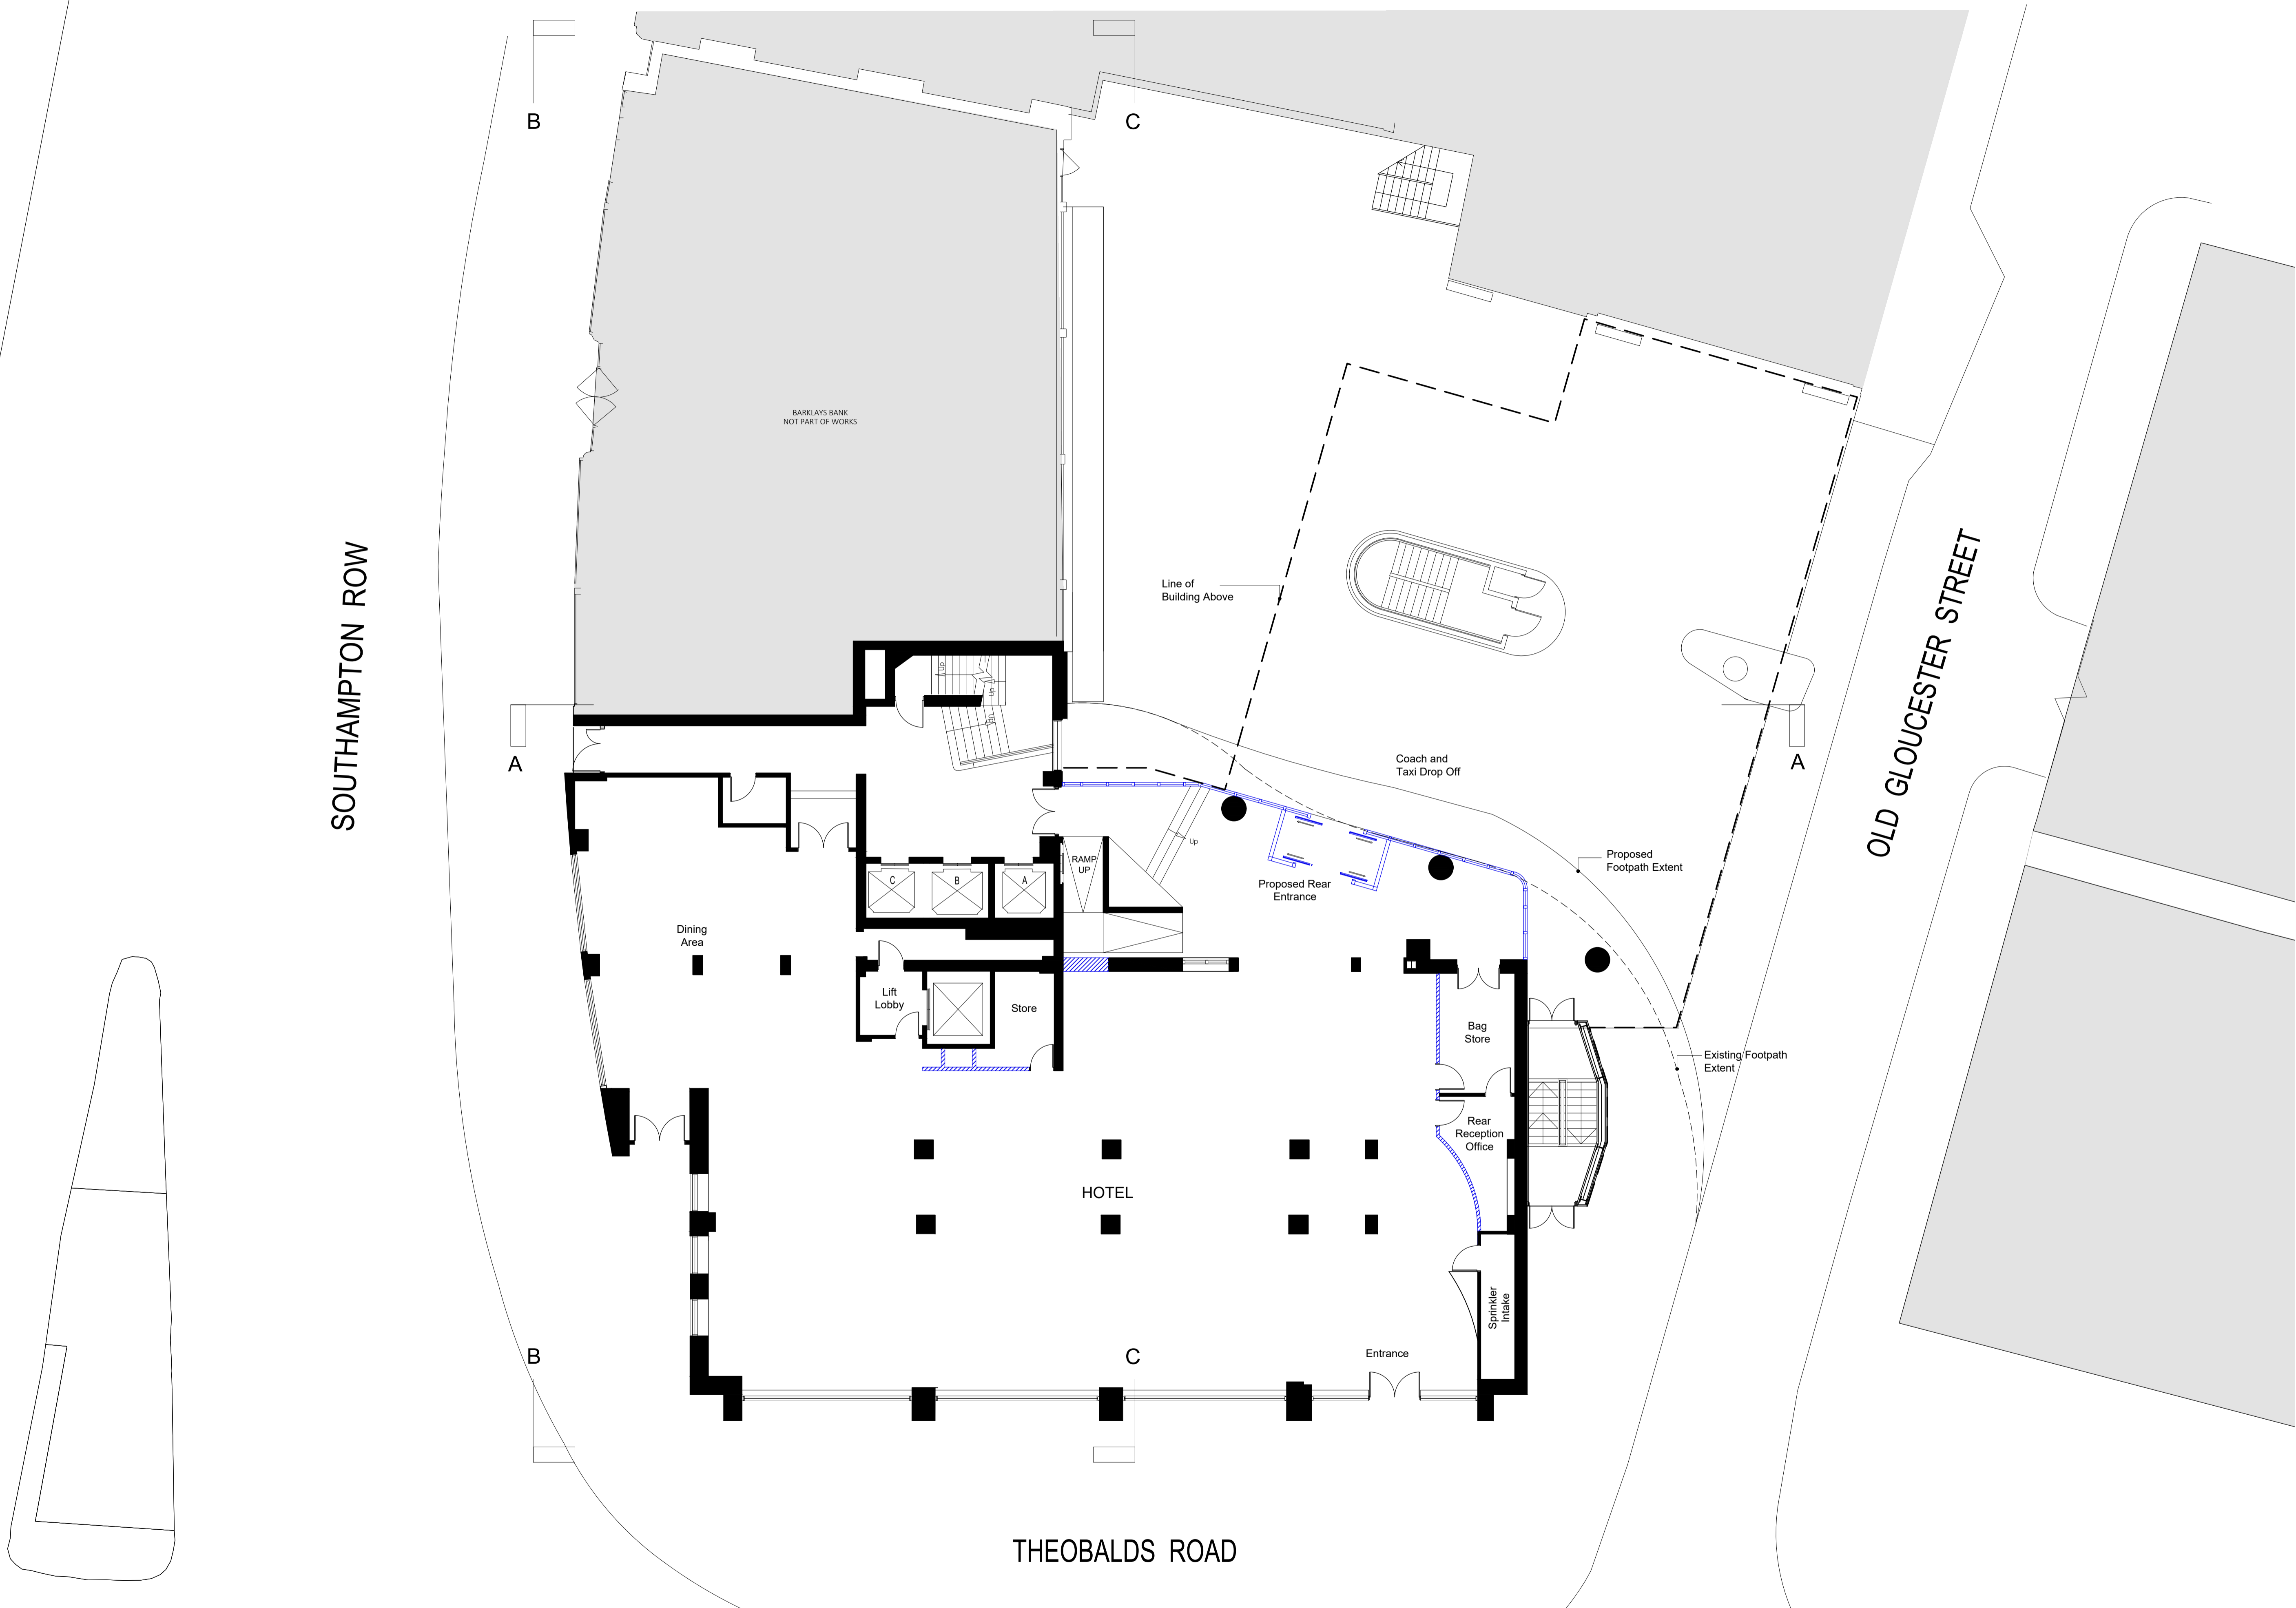 B
C
BARKLAYS BANK
NOT PART OF WORKS
SOUTHAMPTON ROW
Line of
Building Above
OLD GLOUCESTER STREET
Up
Up
Up
A
A
Coach and
Taxi Drop Off
Up
RAMP
UP
Proposed
Footpath Extent
C
B
A
Proposed Rear
Entrance
Dining
Area
Lift
Lobby
Store
Bag
Store
Existing Footpath
Extent
Rear
Reception
Office
HOTEL
Sprinkler
Intake
B
C
Entrance
THEOBALDS ROAD